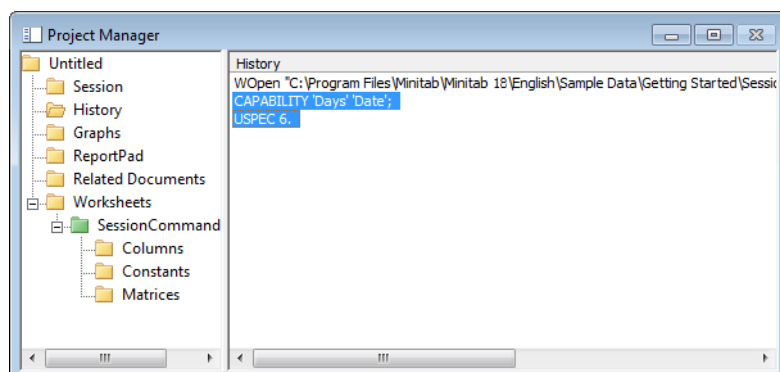 Project Manager
Untitled
Session
History
Graphs
ReportPad
Related Documents
Worksheets
SessionCommand
Columns
Constants
Matrices
History
WOpen "C:\Program Files\Minitab\Minitab 18\English\Sample Data\Getting Started\Sessic
CAPABILITY 'Days' 'Date';
USPEC 6.